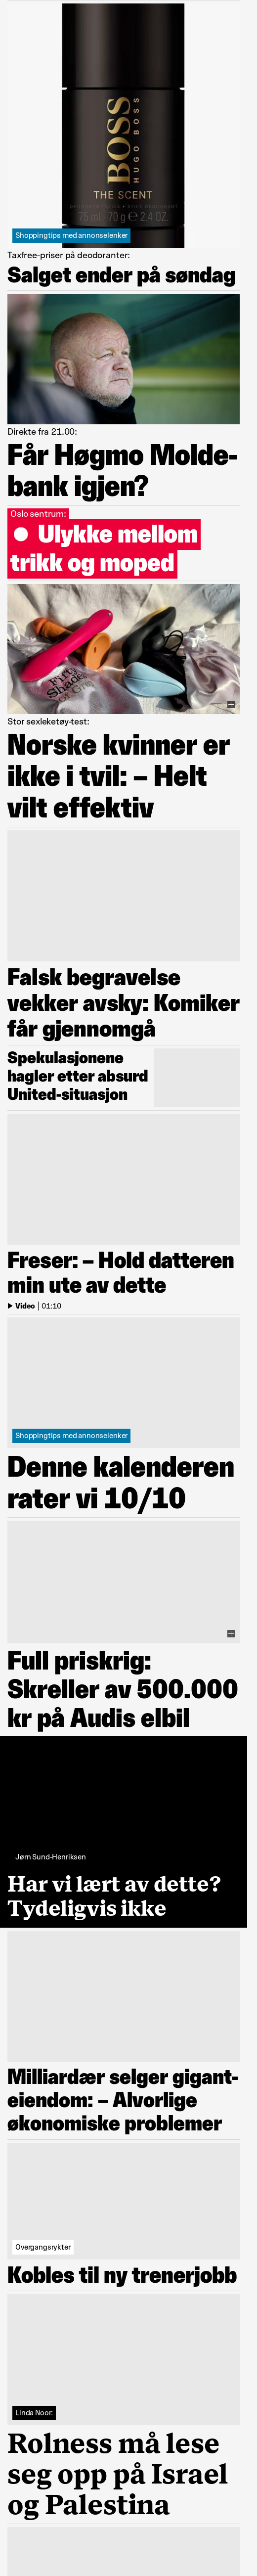 BOSS
HUGO BOSS
THE SCENT
75 ml 70 g e 2.4 OZ.
Shoppingtips med annonselenker
Taxfree-priser på deodoranter:
Salget ender på søndag
Direkte fra 21.00:
Får Høgmo Molde-
bank igjen?
Oslo sentrum:
Ulykke mellom
trikk og moped
Fifty
Shades
of Grey
Stor sexleketøy-test:
Norske kvinner er
ikke i tvil: – Helt
vilt effektiv
Falsk begravelse
vekker avsky: Komiker
får gjennomgå
Spekulasjonene
hagler etter absurd
United-situasjon
Freser: – Hold datteren
min ute av dette
Video | 01:10
Shoppingtips med annonselenker
Denne kalenderen
rater vi 10/10
Full priskrig:
Skreller av 500.000
kr på Audis elbil
Jørn Sund-Henriksen
Har vi lært av dette?
Tydeligvis ikke
Milliardær selger gigant-
eiendom: – Alvorlige
økonomiske problemer
Overgangsrykter
Kobles til ny trenerjobb
Linda Noor:
Rolness må lese
seg opp på Israel
og Palestina